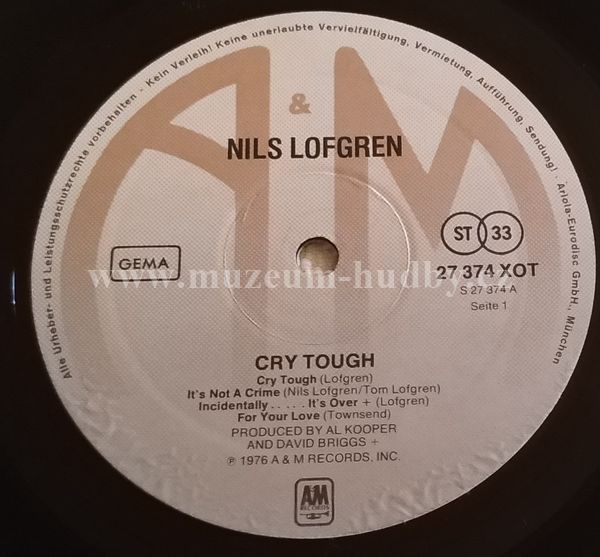 Alle Urheber- und Leistungsschutzrechte vorbehalten - Kein Verleih! Keine unerlaubte Vervielfältigung, Vermietung, Aufführung, Sendung! · Ariola-Eurodisc GmbH., München
A & M
NILS LOFGREN
GEMA
ST 33
27 374 XOT
S 27 374 A
Seite 1
www.muzeum-hudby.
CRY TOUGH
Cry Tough (Lofgren)
It's Not A Crime (Nils Lofgren/Tom Lofgren)
Incidentally . . . . . It's Over + (Lofgren)
For Your Love (Townsend)
PRODUCED BY AL KOOPER
AND DAVID BRIGGS +
℗ 1976 A & M RECORDS, INC.
A&M
RECORDS